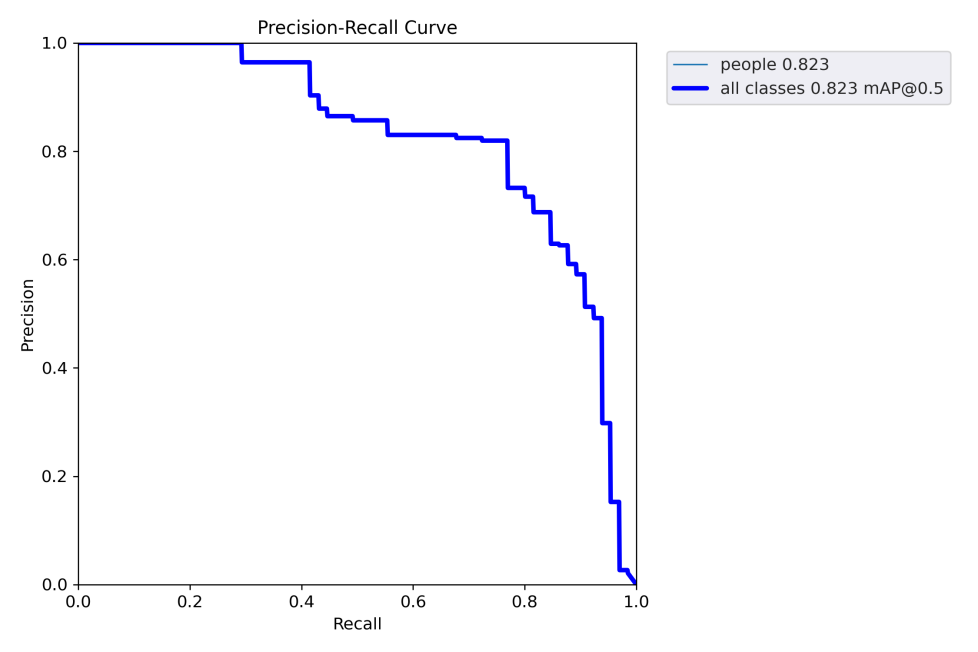 Precision-Recall Curve
1.0
0.8
0.6
0.4
0.2
0.0
Precision
0.0 0.2 0.4 0.6 0.8 1.0
Recall
people 0.823
all classes 0.823 mAP@0.5